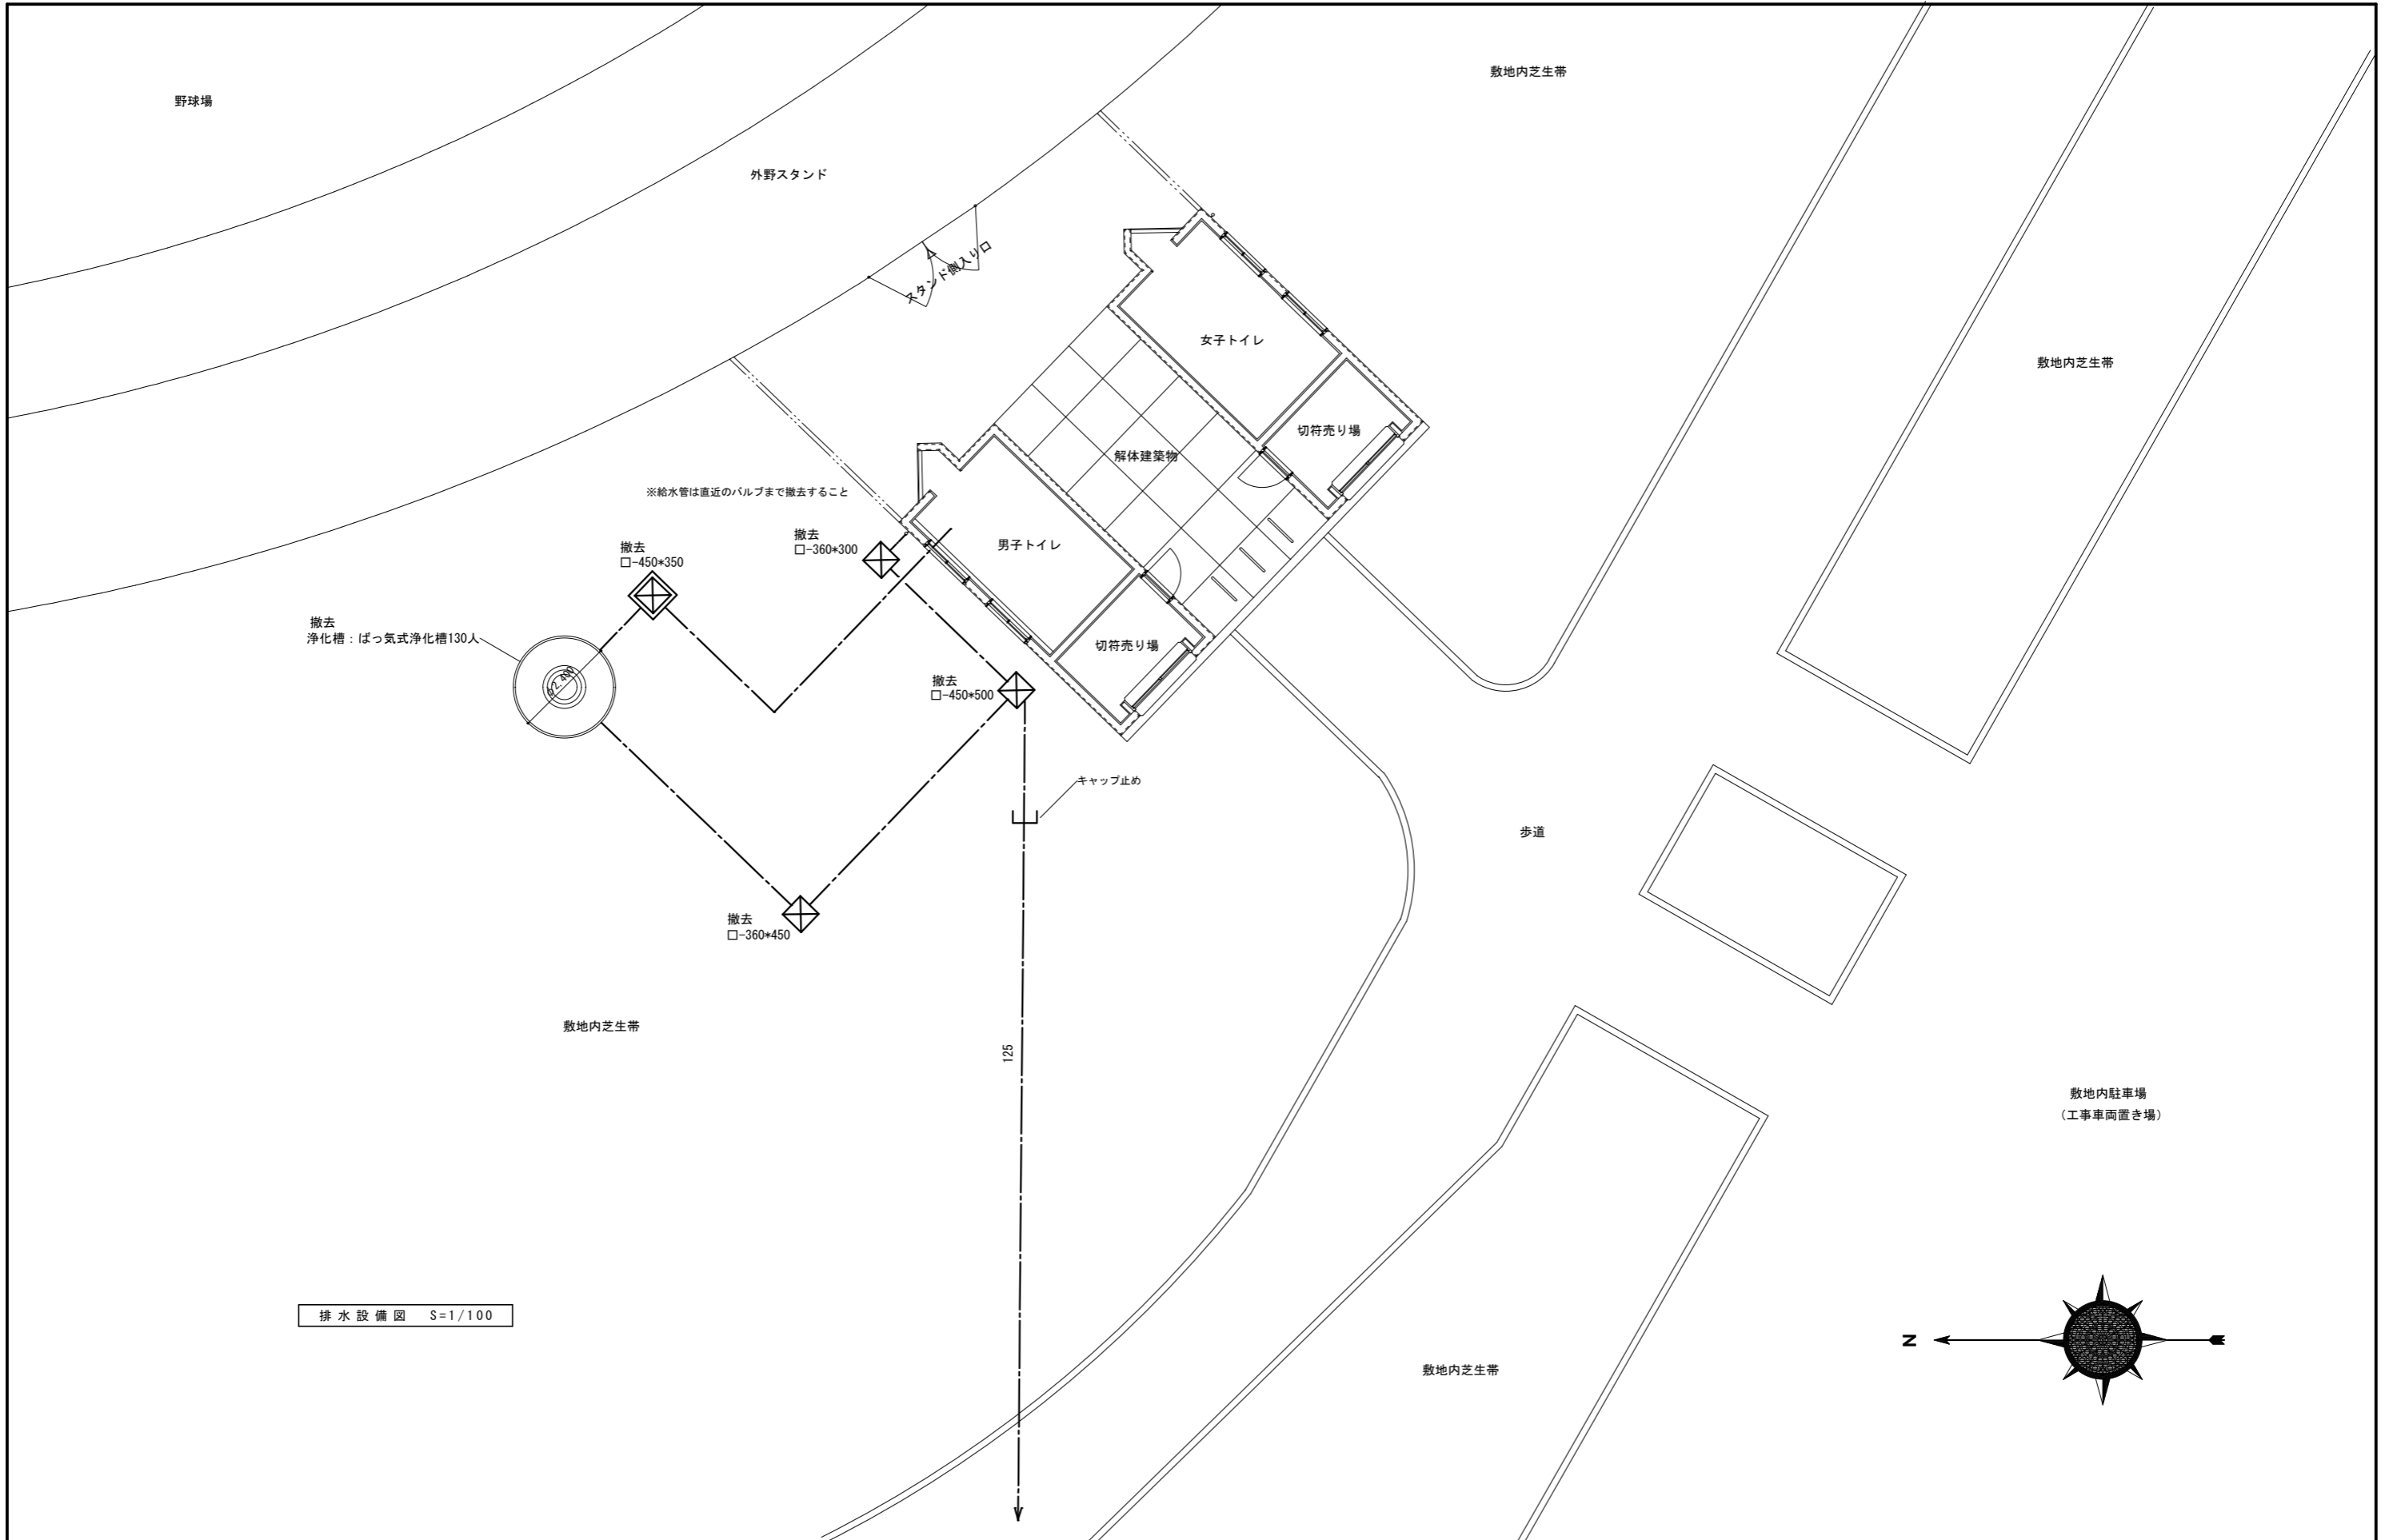 野球場
敷地内芝生帯
外野スタンド
スタンド側入り口
女子トイレ
敷地内芝生帯
切符売り場
解体建築物
※給水管は直近のバルブまで撤去すること
撤去
□-360*300
男子トイレ
撤去
□-450*350
撤去
浄化槽：ばっ気式浄化槽130人
φ2,400
切符売り場
撤去
□-450*500
キャップ止め
歩道
撤去
□-360*450
敷地内芝生帯
125
敷地内駐車場
（工事車両置き場）
排水設備図 S=1/100
N
敷地内芝生帯